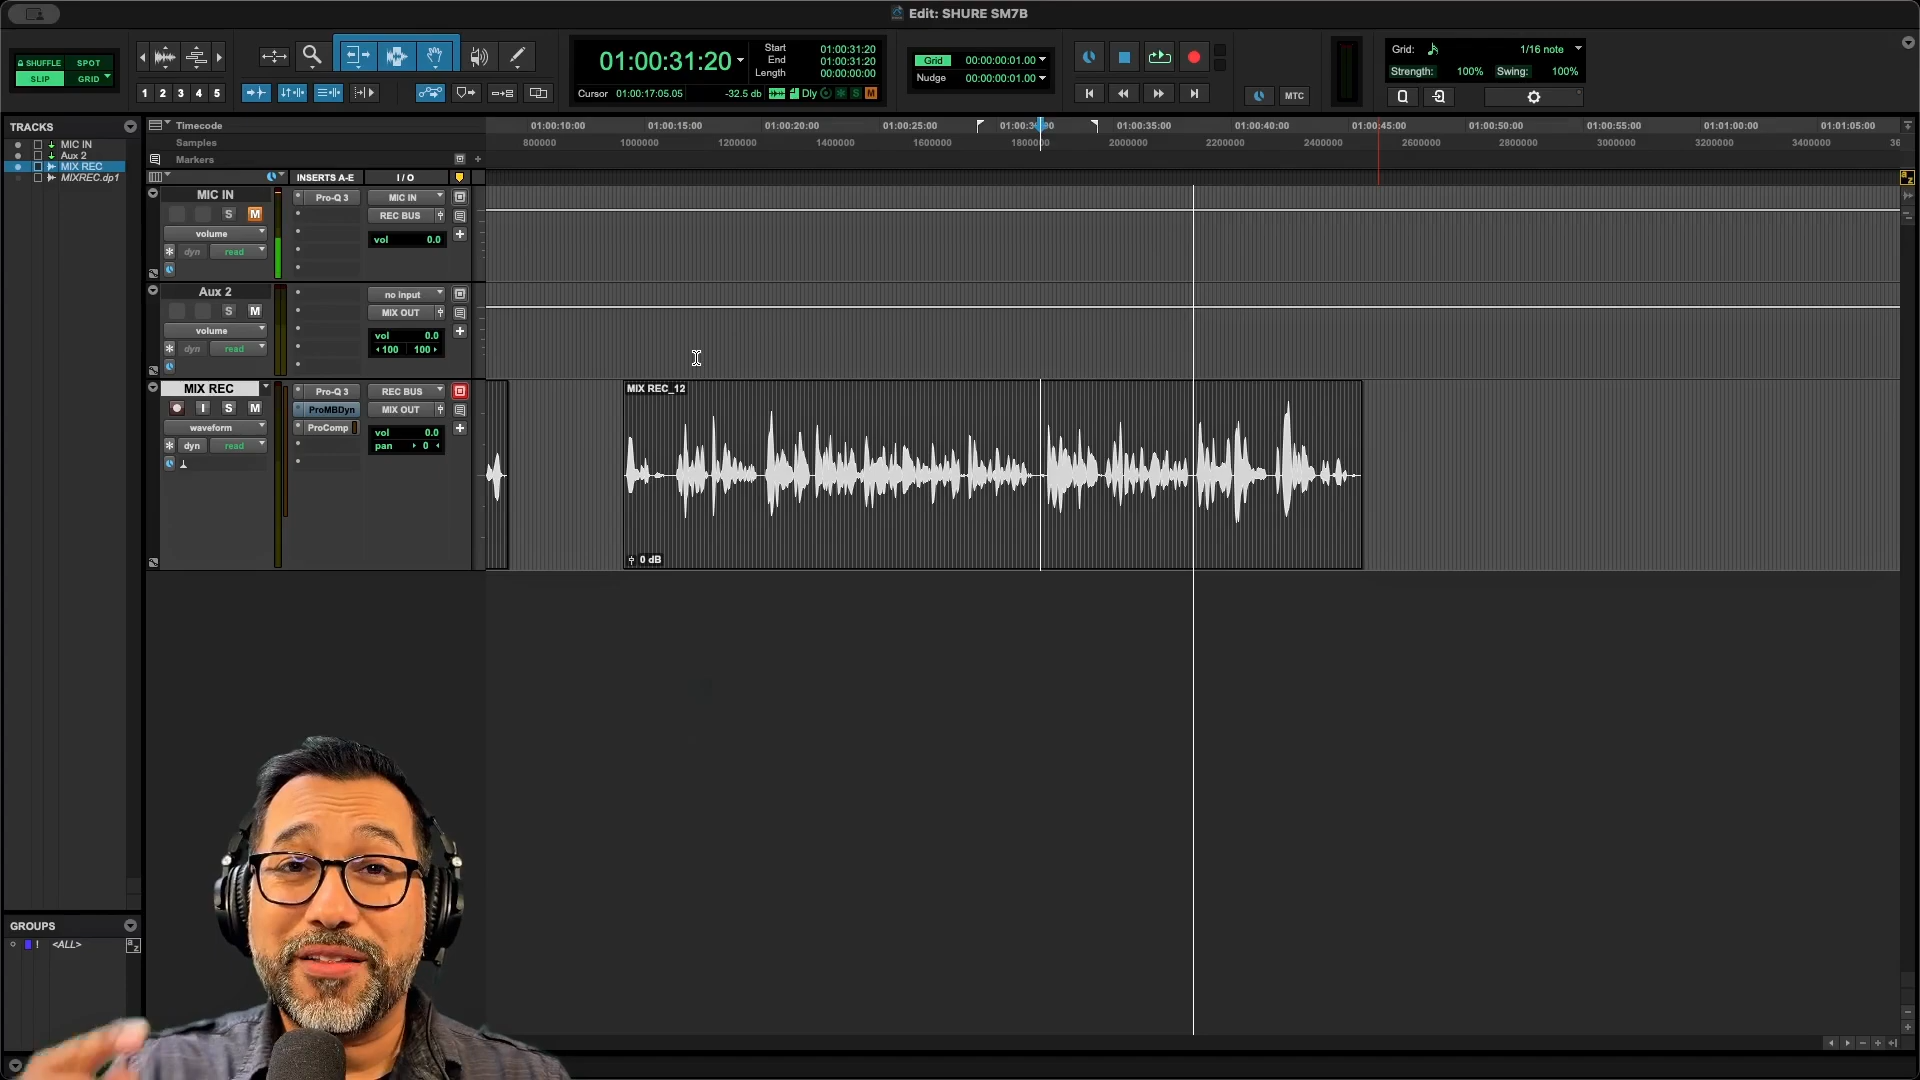 Edit: SHURE SM7B
SHUFFLE SPOT
SLIP GRID
1 2 3 4 5
01:00:31:20
Start 01:00:31:20
End 01:00:31:20
Length 00:00:00:00
Cursor 01:00:17:05.05 -32.5 db Dly S M
Grid 00:00:00:01.00
Nudge 00:00:00:01.00
MTC
Grid: 1/16 note
Strength: 100% Swing: 100%
TRACKS
MIC IN
Aux 2
MIX REC
MIXREC.dp1
Timecode 01:00:10:00 01:00:15:00 01:00:20:00 01:00:25:00 01:00:35:00 01:00:40:00 01:00:45:00 01:00:50:00 01:00:55:00 01:01:00:00 01:01:05:00
Samples 800000 1000000 1200000 1400000 1600000 1800000 2000000 2200000 2400000 2600000 2800000 3000000 3200000 3400000 36
Markers
INSERTS A-E I / O
MIC IN Pro-Q 3 MIC IN
S M REC BUS
volume
vol 0.0
dyn read
Aux 2 no input
S M MIX OUT
volume
vol 0.0
dyn read 100 100
MIX REC Pro-Q 3 REC BUS
I S M ProMBDyn MIX OUT
waveform ProComp
vol 0.0
dyn read pan 0
MIX REC_12
0 dB
GROUPS
! <ALL> a z